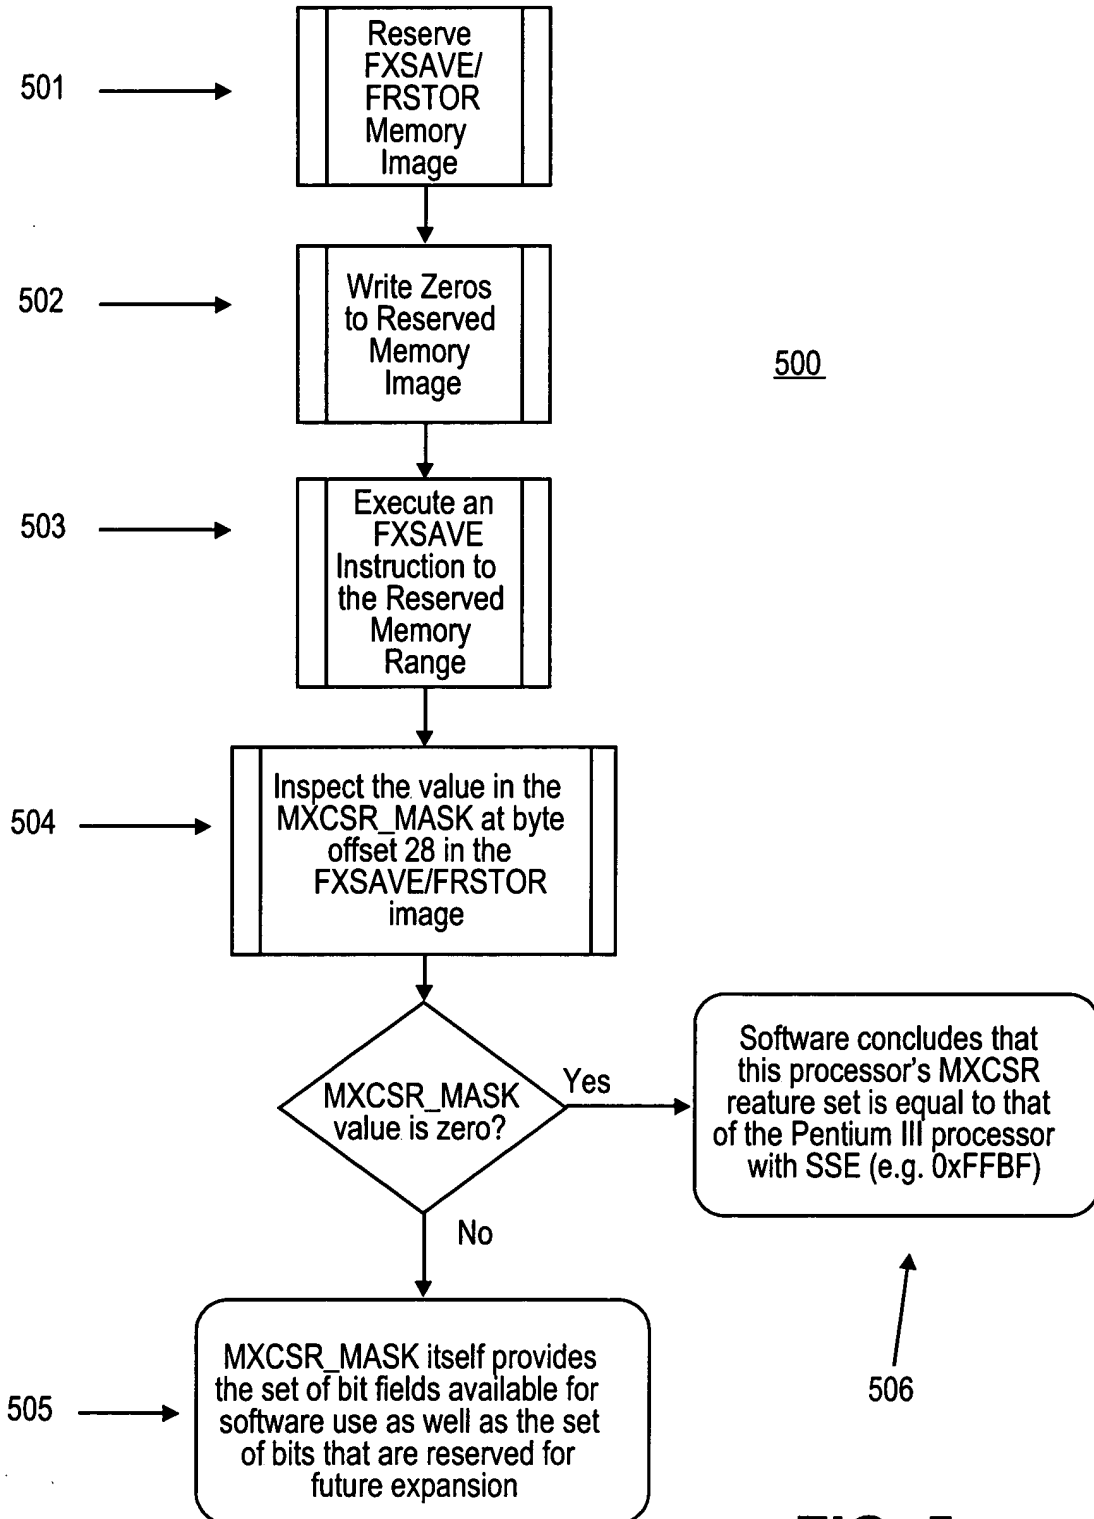 501
Reserve
FXSAVE/
FRSTOR
Memory
Image
502
Write Zeros
to Reserved
Memory
Image
500
503
Execute an
FXSAVE
Instruction to
the Reserved
Memory
Range
504
Inspect the value in the
MXCSR_MASK at byte
offset 28 in the
FXSAVE/FRSTOR
image
MXCSR_MASK
value is zero?
Yes
Software concludes that
this processor's MXCSR
reature set is equal to that
of the Pentium III processor
with SSE (e.g. 0xFFBF)
No
506
505
MXCSR_MASK itself provides
the set of bit fields available for
software use as well as the set
of bits that are reserved for
future expansion